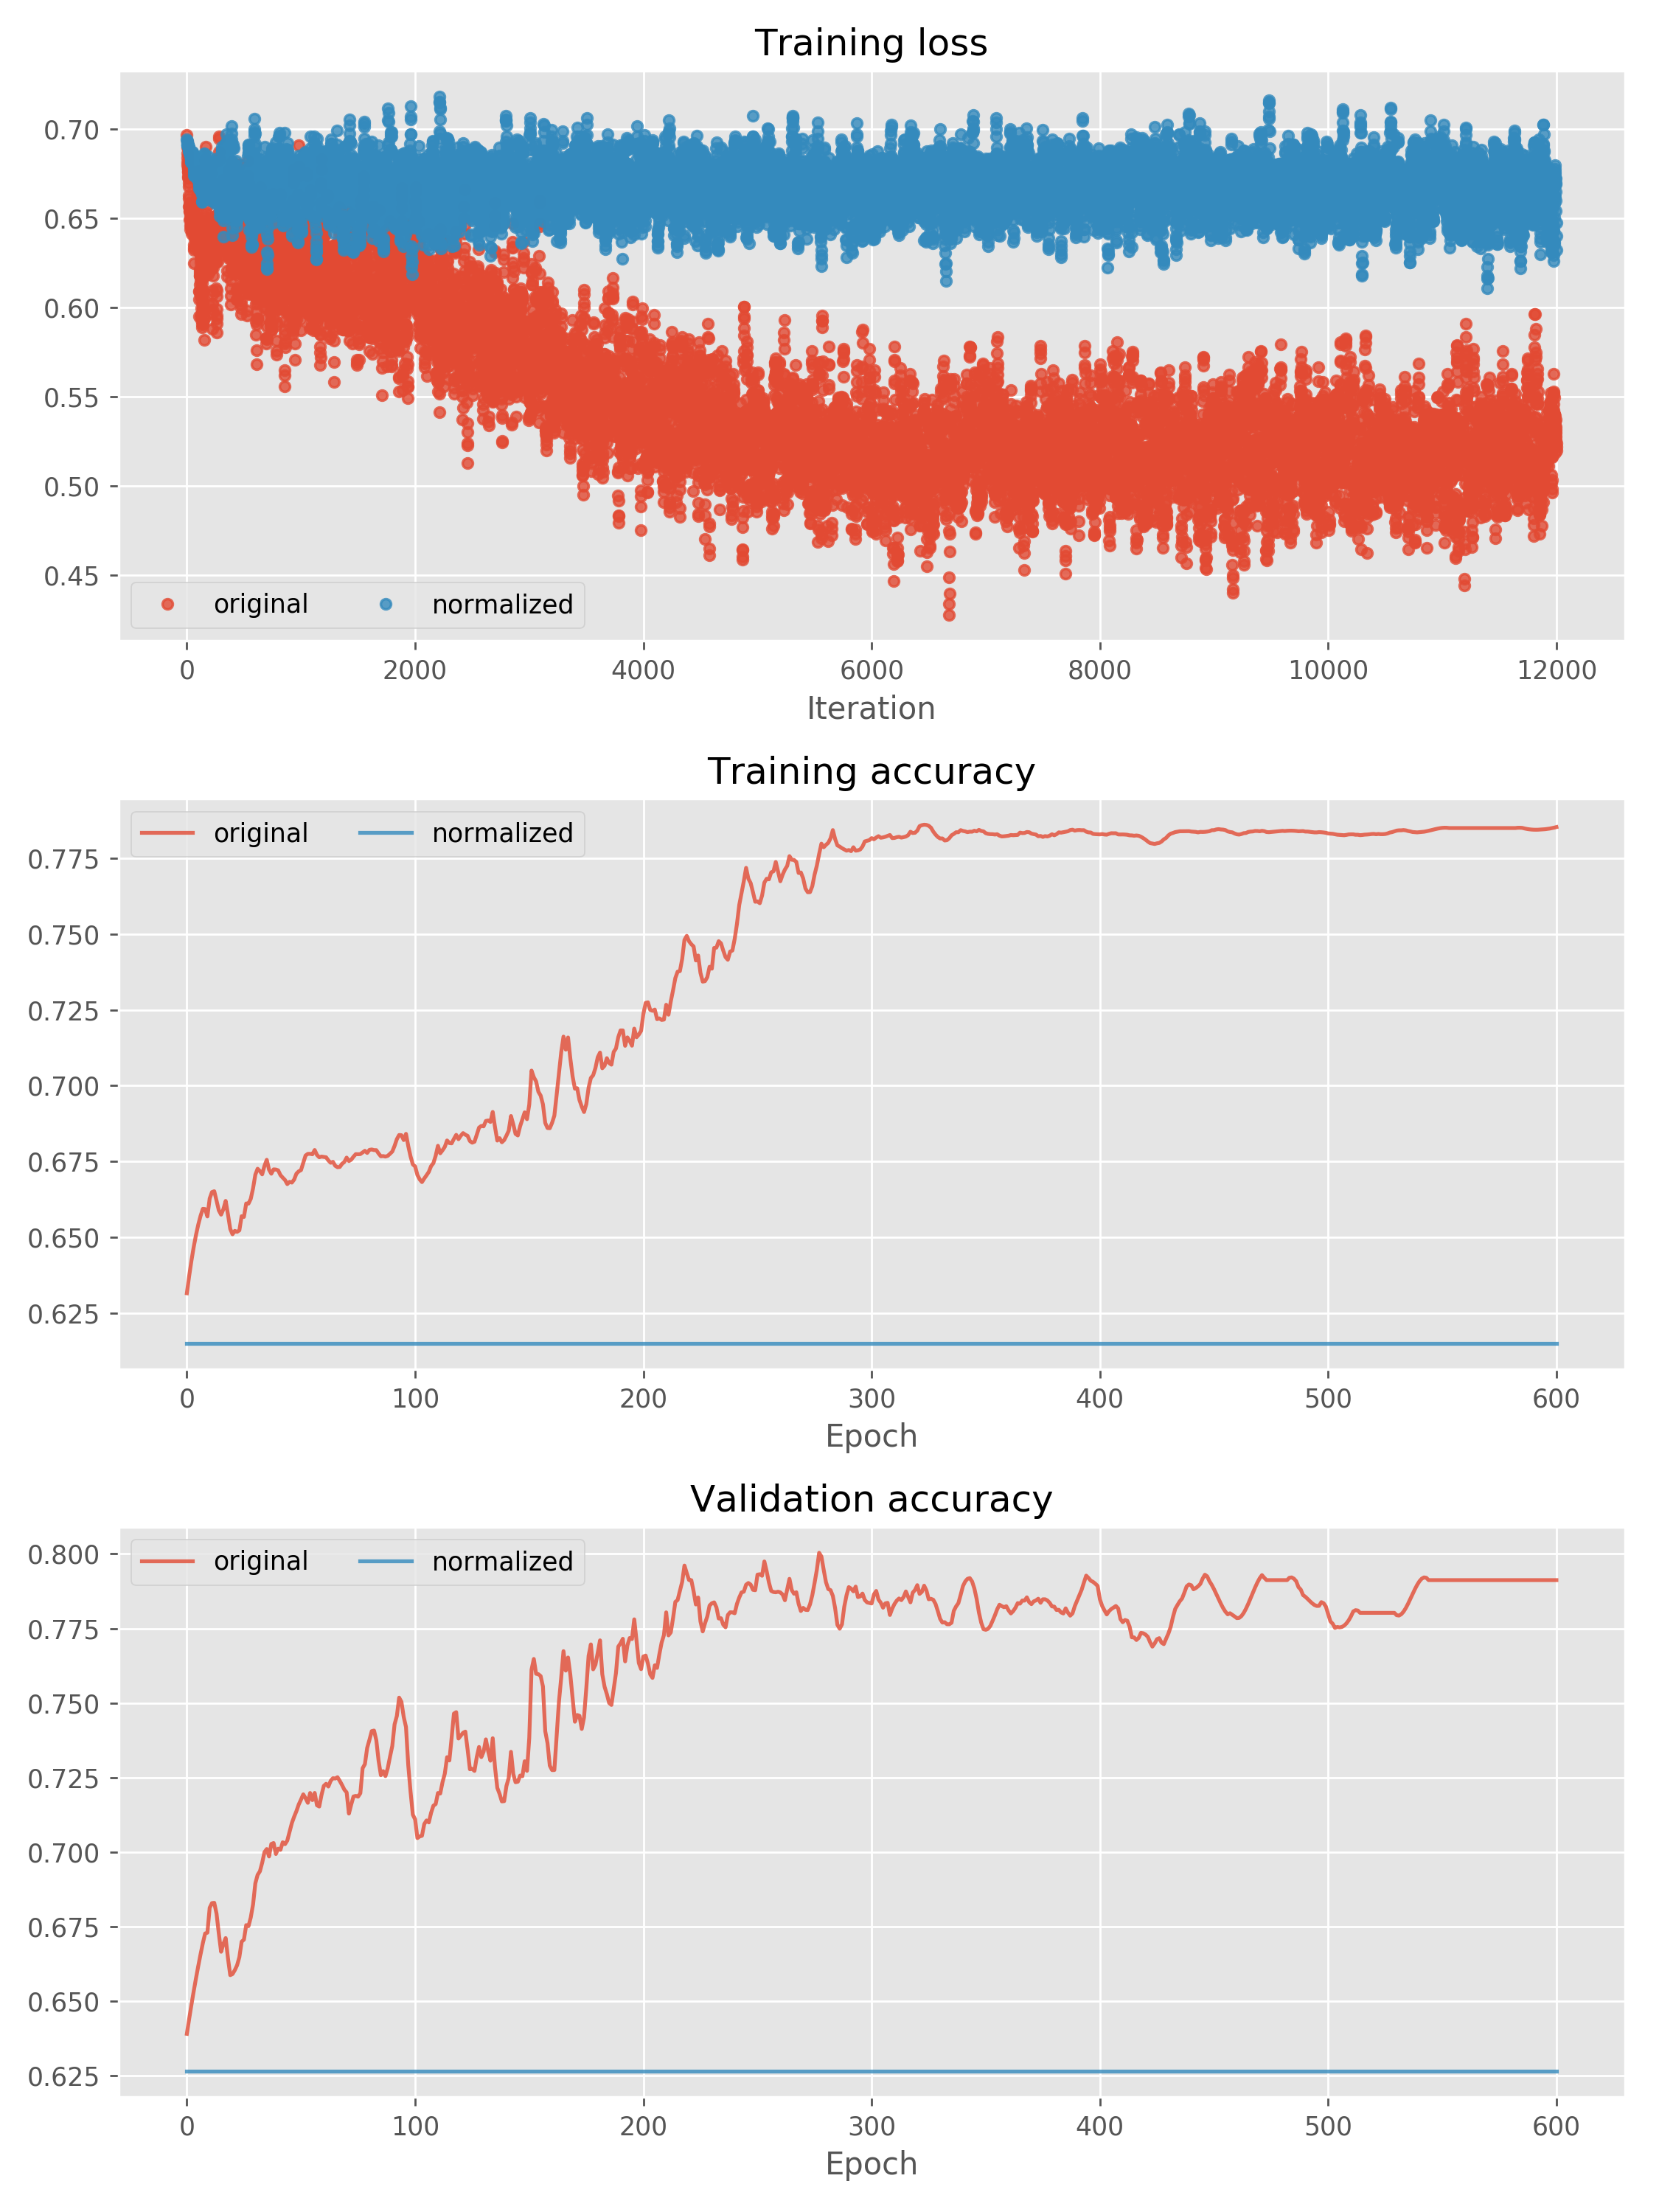 Training loss
0.70
0.65
0.60
0.55
0.50
0.45
original normalized
0 2000 4000 6000 8000 10000 12000
Iteration
Training accuracy
original normalized
0.775
0.750
0.725
0.700
0.675
0.650
0.625
0 100 200 300 400 500 600
Epoch
Validation accuracy
original normalized
0.800
0.775
0.750
0.725
0.700
0.675
0.650
0.625
0 100 200 300 400 500 600
Epoch